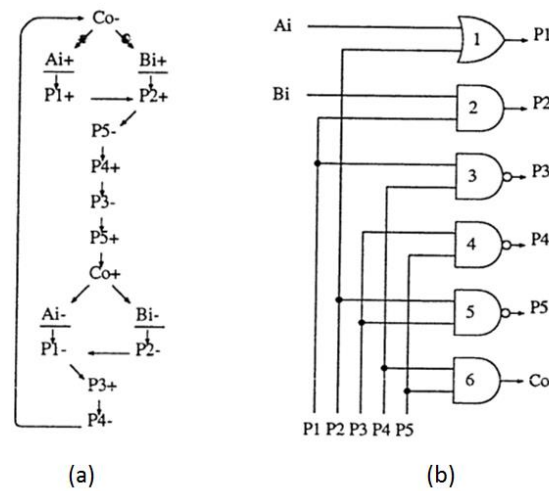 Co-
Ai+ Bi+
P1+ P2+
P5-
P4+
P3-
P5+
Co+
Ai- Bi-
P1- P2-
P3+
P4-
(a)
Ai 1 P1
Bi 2 P2
3 P3
4 P4
5 P5
6 Co
P1 P2 P3 P4 P5
(b)